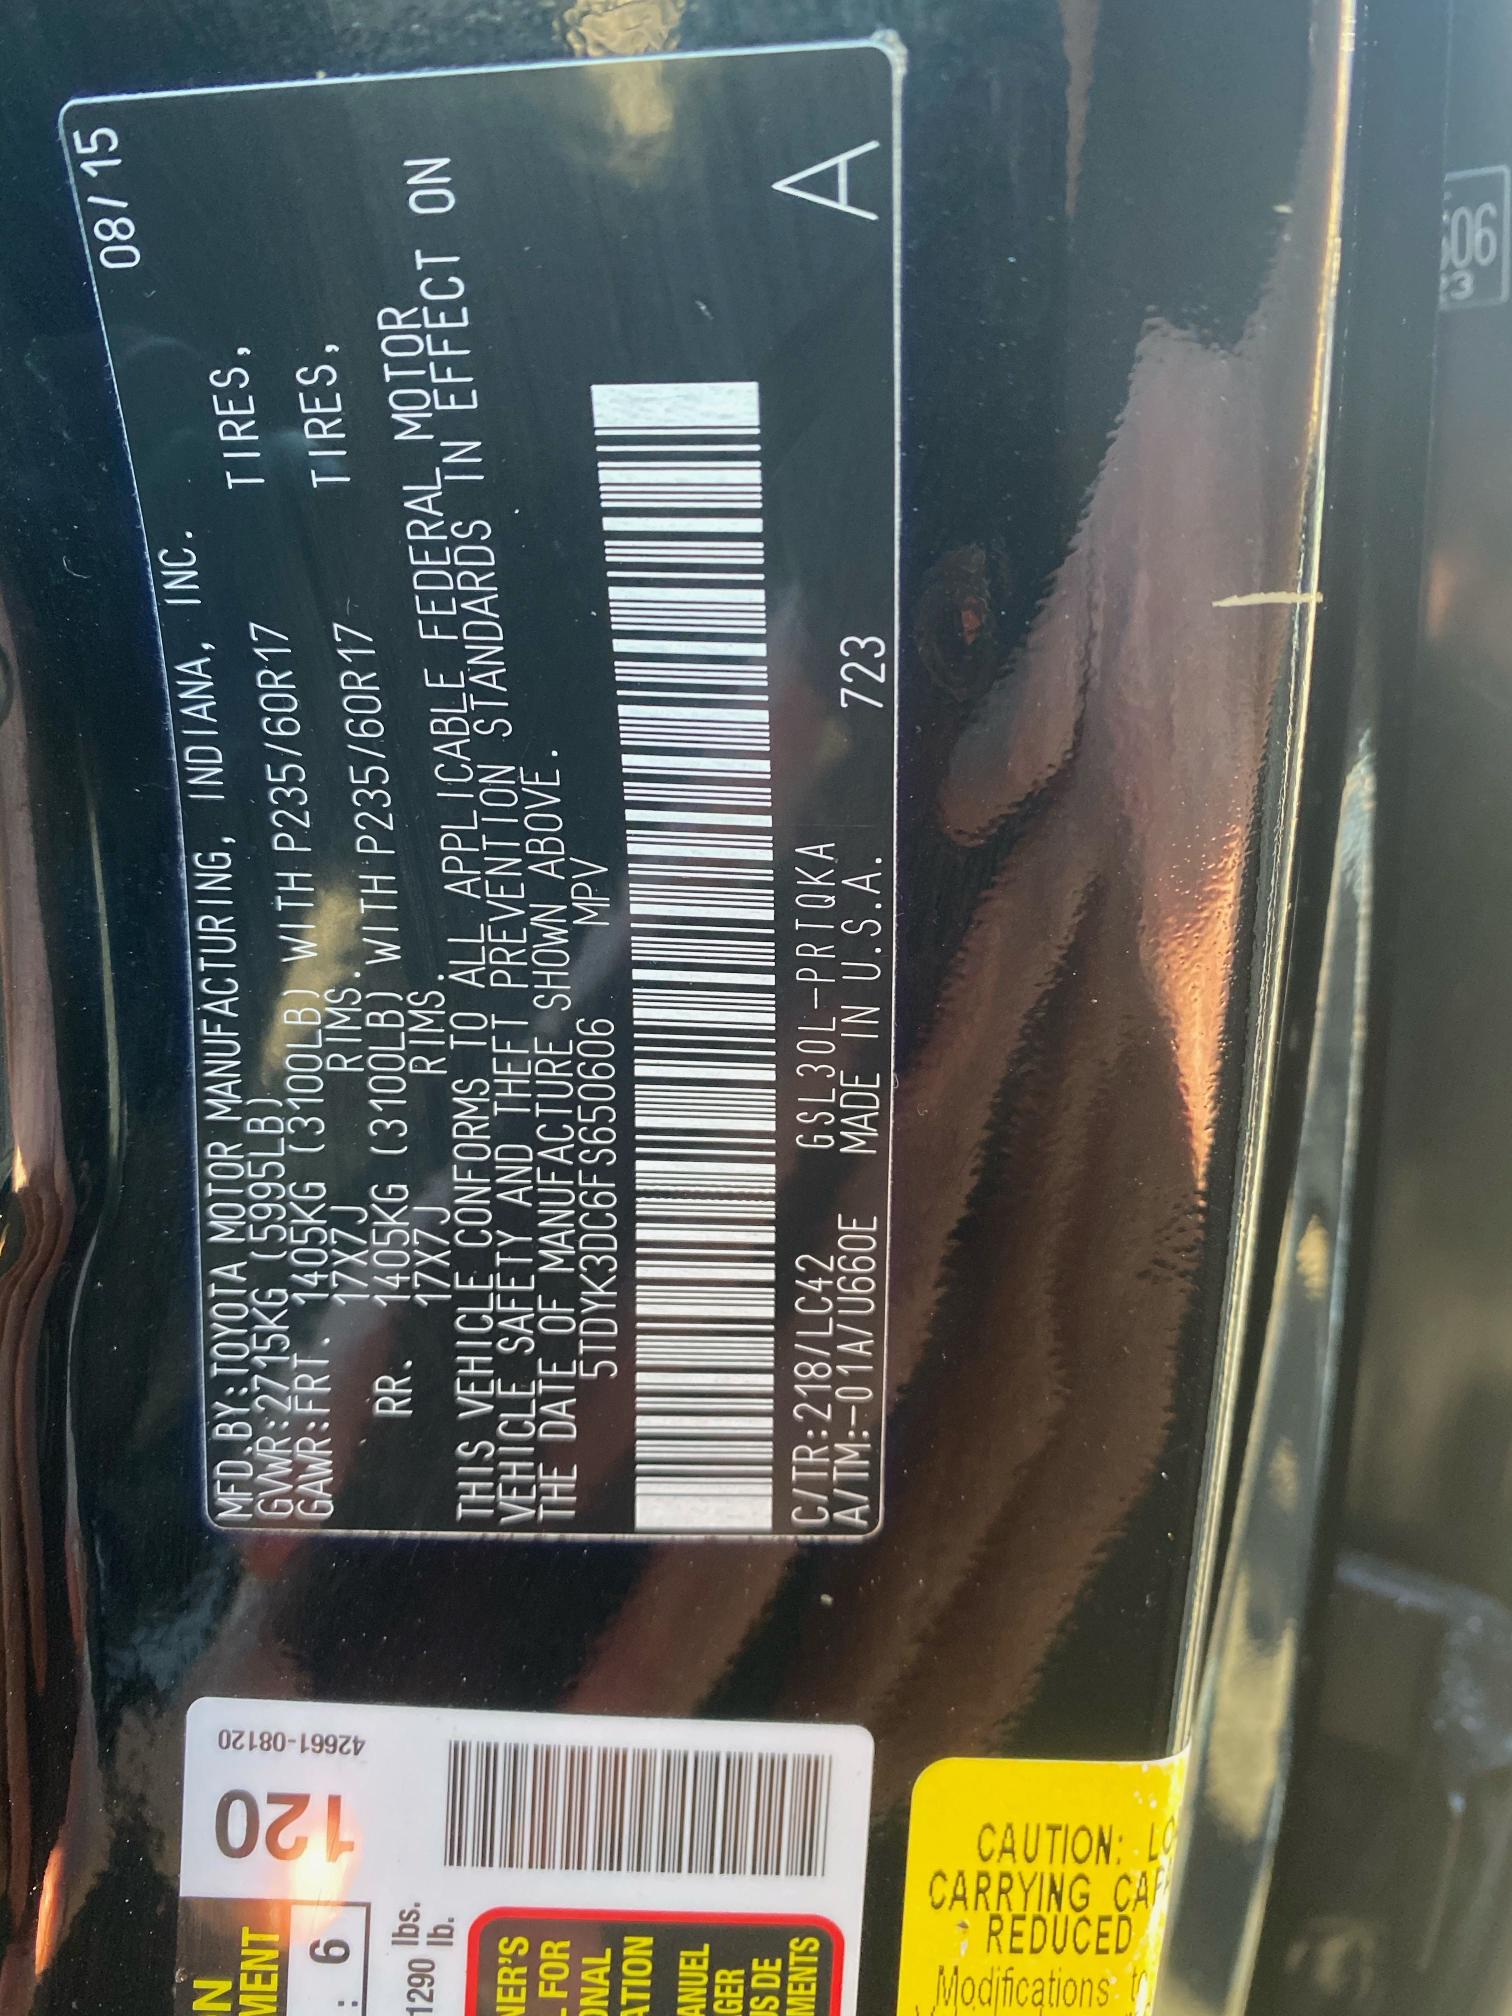 08/15
MFD.BY:TOYOTA MOTOR MANUFACTURING, INDIANA, INC.
GVWR:2715KG (5995LB)
GAWR:FRT. 1405KG (3100LB) WITH P235/60R17 TIRES,
17X7J RIMS.
RR. 1405KG (3100LB) WITH P235/60R17 TIRES,
17X7J RIMS.
THIS VEHICLE CONFORMS TO ALL APPLICABLE FEDERAL MOTOR
VEHICLE SAFETY AND THEFT PREVENTION STANDARDS IN EFFECT ON
THE DATE OF MANUFACTURE SHOWN ABOVE.
5TDYK3DC6FS650606 MPV
C/TR:218/LC42 GSL30L-PRTQKA
A/TM:-01A/U660E MADE IN U.S.A. 723
A
42661-08120
120
6
1290 lbs.
lb.
CAUTION:
CARRYING
REDUCED
Modifications